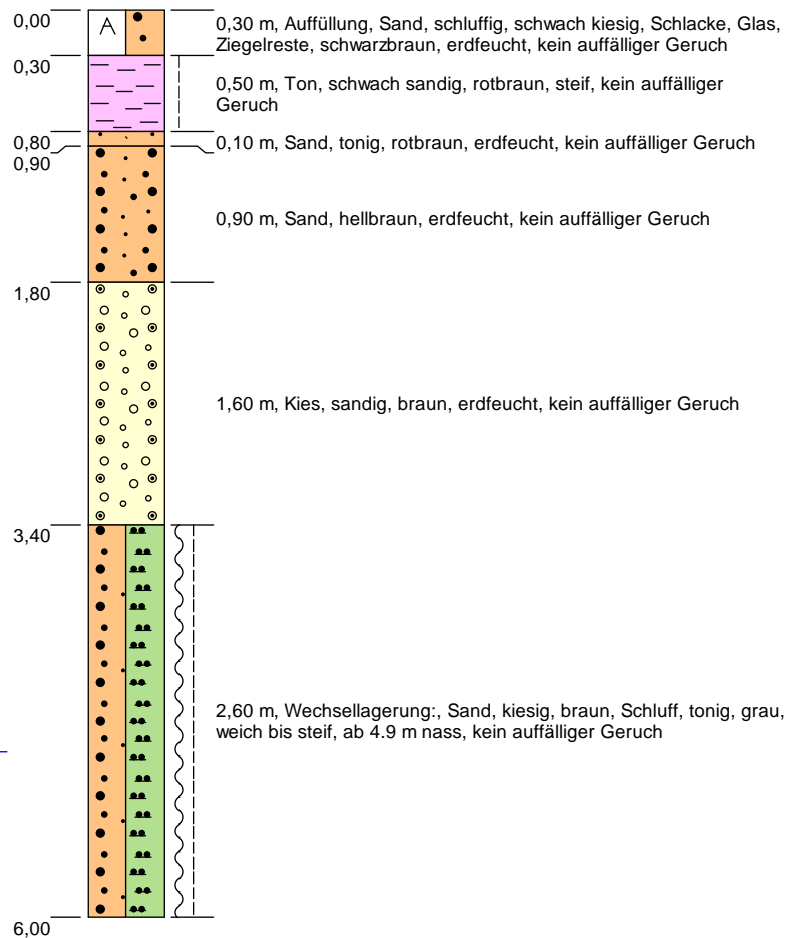 0,00
0,30 m, Auffüllung, Sand, schluffig, schwach kiesig, Schlacke, Glas,
Ziegelreste, schwarzbraun, erdfeucht, kein auffälliger Geruch
A
0,30
0,50 m, Ton, schwach sandig, rotbraun, steif, kein auffälliger
Geruch
0,80
0,10 m, Sand, tonig, rotbraun, erdfeucht, kein auffälliger Geruch
0,90
0,90 m, Sand, hellbraun, erdfeucht, kein auffälliger Geruch
1,80
1,60 m, Kies, sandig, braun, erdfeucht, kein auffälliger Geruch
3,40
2,60 m, Wechsellagerung:, Sand, kiesig, braun, Schluff, tonig, grau,
weich bis steif, ab 4.9 m nass, kein auffälliger Geruch
6,00